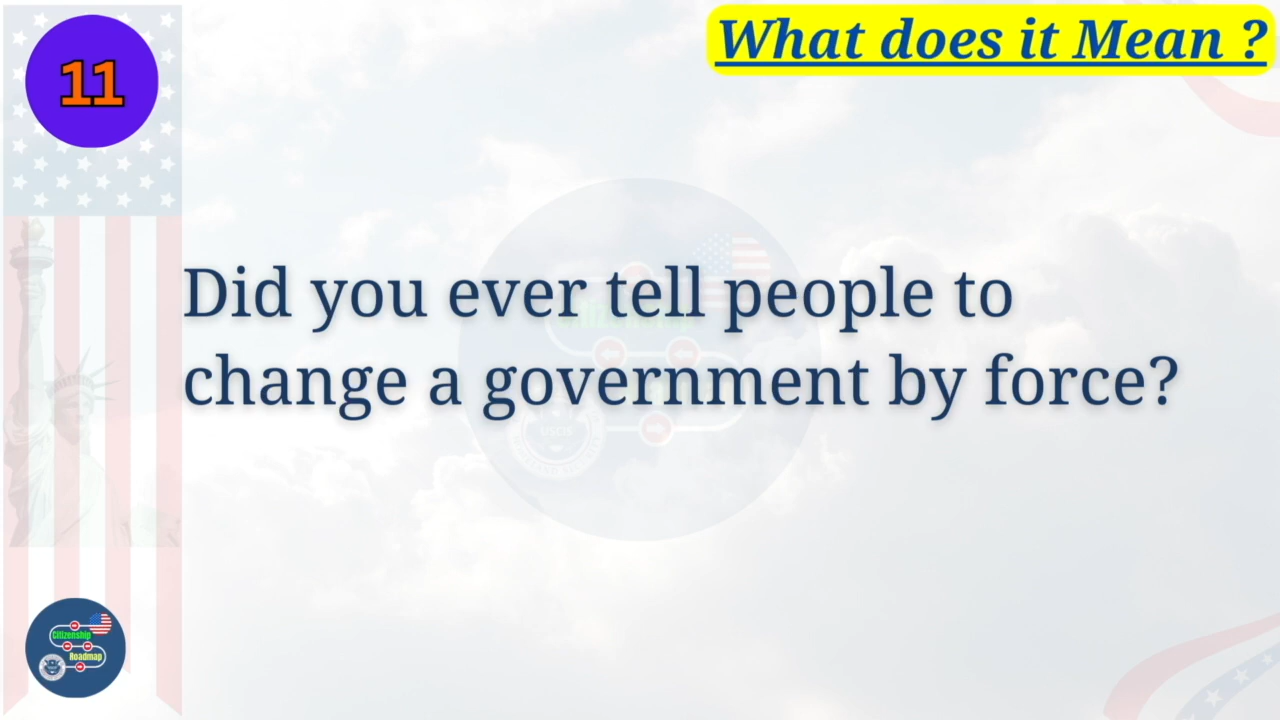 11
What does it Mean ?
Did you ever tell people to
change a government by force?
Citizenship
Roadmap